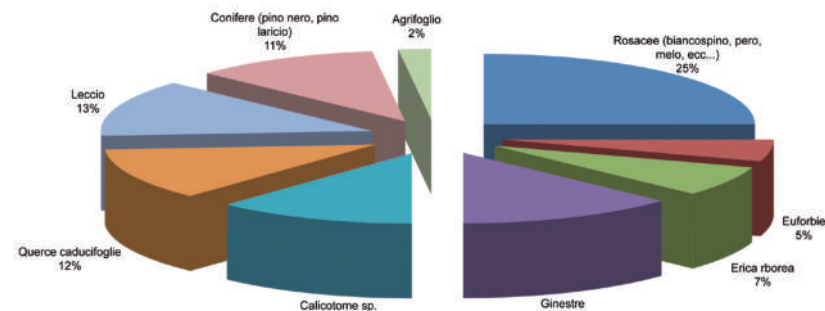 Conifere (pino nero, pino
laricio)
11%
Agrifoglio
2%
Rosacee (biancospino, pero,
melo, ecc...)
25%
Leccio
13%
Euforbie
5%
Querce caducifoglie
12%
Erica rborea
7%
Calicotome sp.
Ginestre